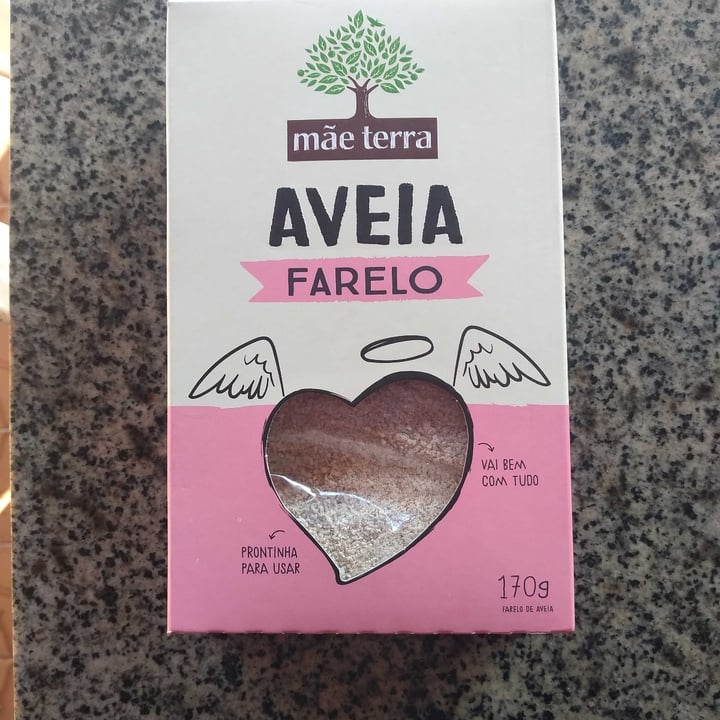 mãe terra
AVEIA
FARELO
VAI BEM
COM TUDO
PRONTINHA
PARA USAR
170g
FARELO DE AVEIA